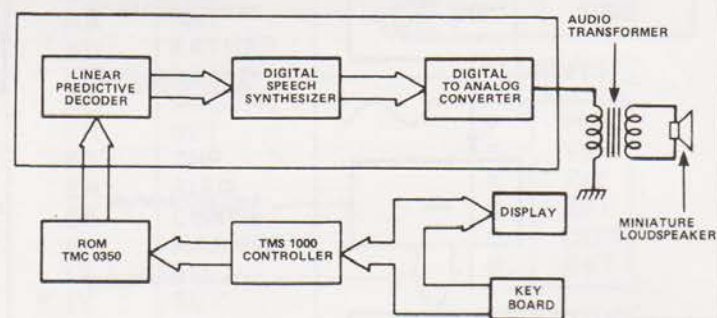 AUDIO
TRANSFORMER
LINEAR
PREDICTIVE
DECODER
DIGITAL
SPEECH
SYNTHESIZER
DIGITAL
TO ANALOG
CONVERTER
ROM
TMC 0350
TMS 1000
CONTROLLER
DISPLAY
KEY
BOARD
MINIATURE
LOUDSPEAKER